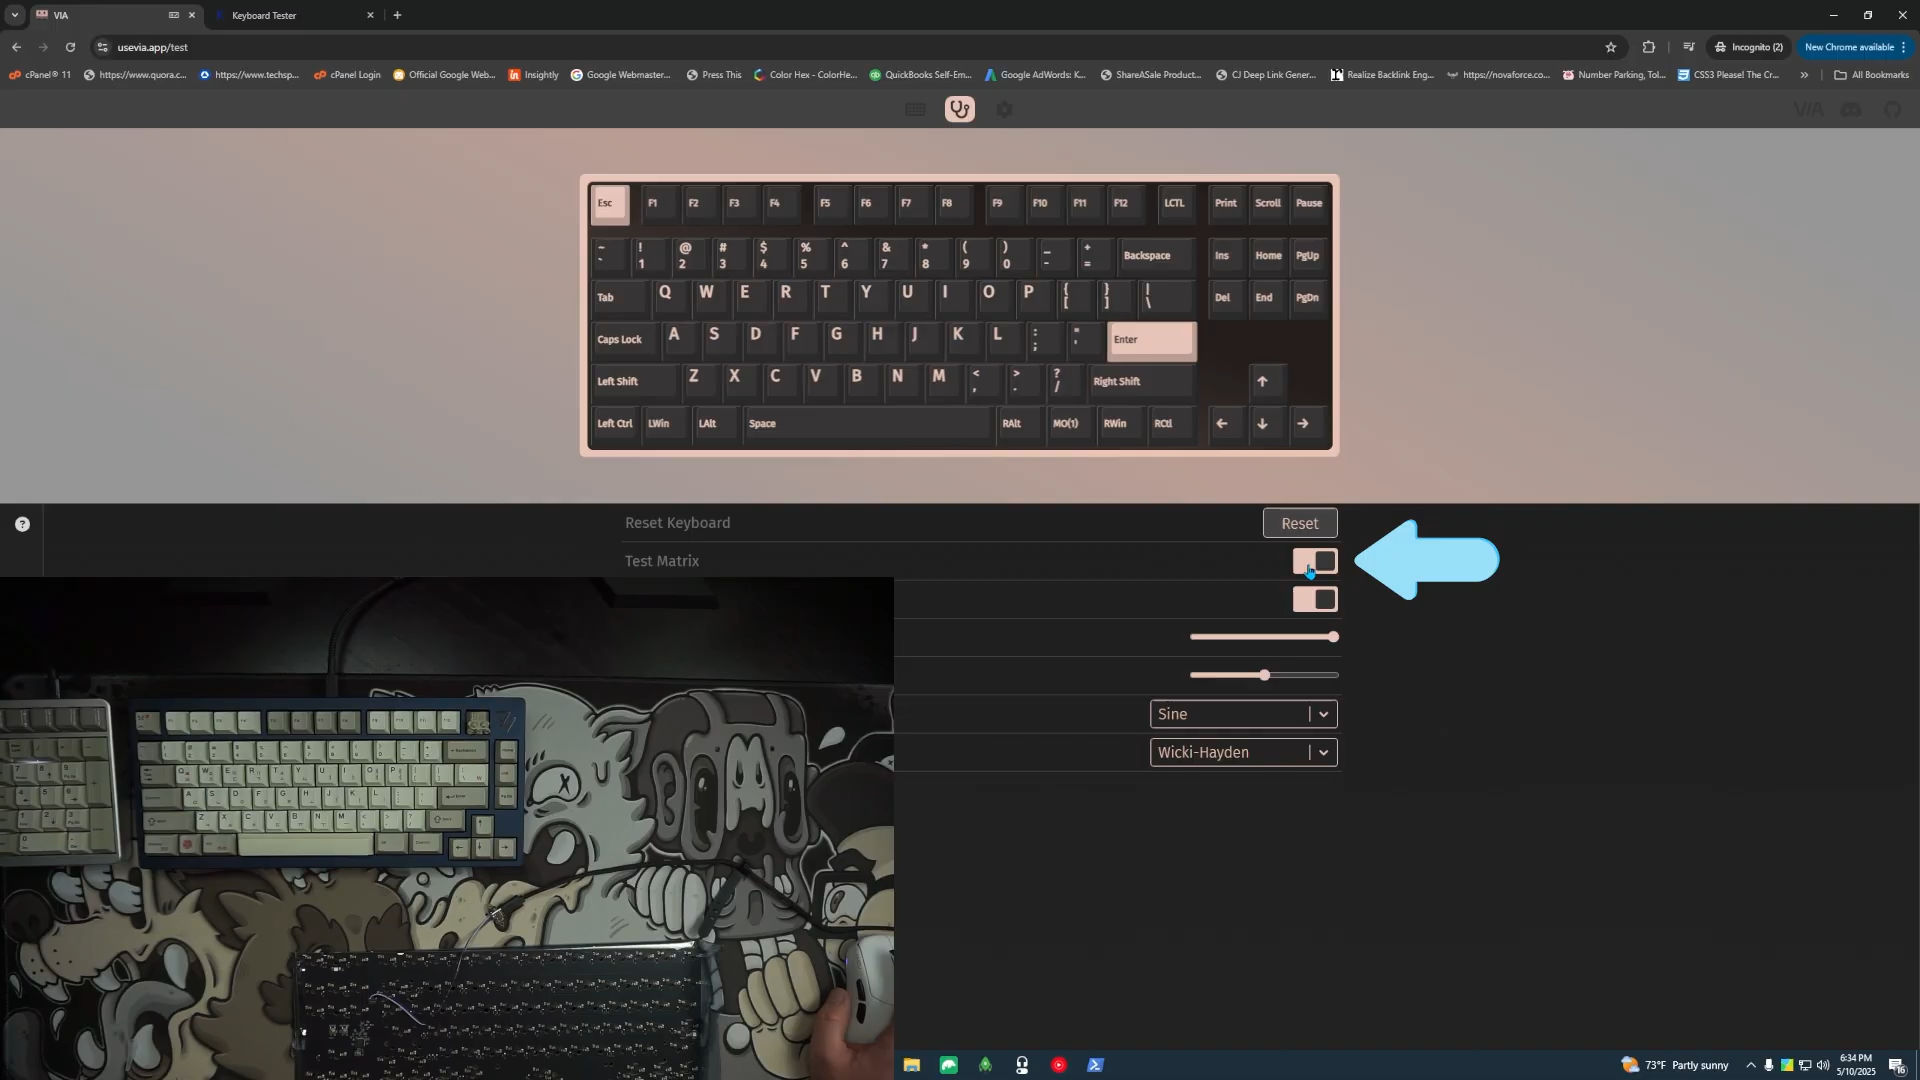 VIA
Keyboard Tester
usevia.app/test
Incognito (2)
New Chrome available
cPanel® 11
https://www.quora.c...
https://www.techsp...
cPanel Login
Official Google Web...
Insightly
Google Webmaster...
Press This
Color Hex - ColorHe...
QuickBooks Self-Em...
Google AdWords: K...
ShareASale Product...
CJ Deep Link Gener...
Realize Backlink Eng...
https://novaforce.co...
Number Parking, Tol...
CSS3 Please! The Cr...
All Bookmarks
VIA
Esc F1 F2 F3 F4 F5 F6 F7 F8 F9 F10 F11 F12 LCTL Print Scroll Pause
~ ! @ # $ % ^ & * ( ) _ +
` 1 2 3 4 5 6 7 8 9 0 - = Backspace Ins Home PgUp
Tab Q W E R T Y U I O P { [ } ] | \ Del End PgDn
Caps Lock A S D F G H J K L : ; " ' Enter
Left Shift Z X C V B N M < , > . ? / Right Shift ↑
Left Ctrl LWin LAlt Space RAlt MO(1) RWin RCtl ← ↓ →
Reset Keyboard
Reset
Test Matrix
Sine
Wicki-Hayden
73°F Partly sunny
6:34 PM
5/10/2025
16